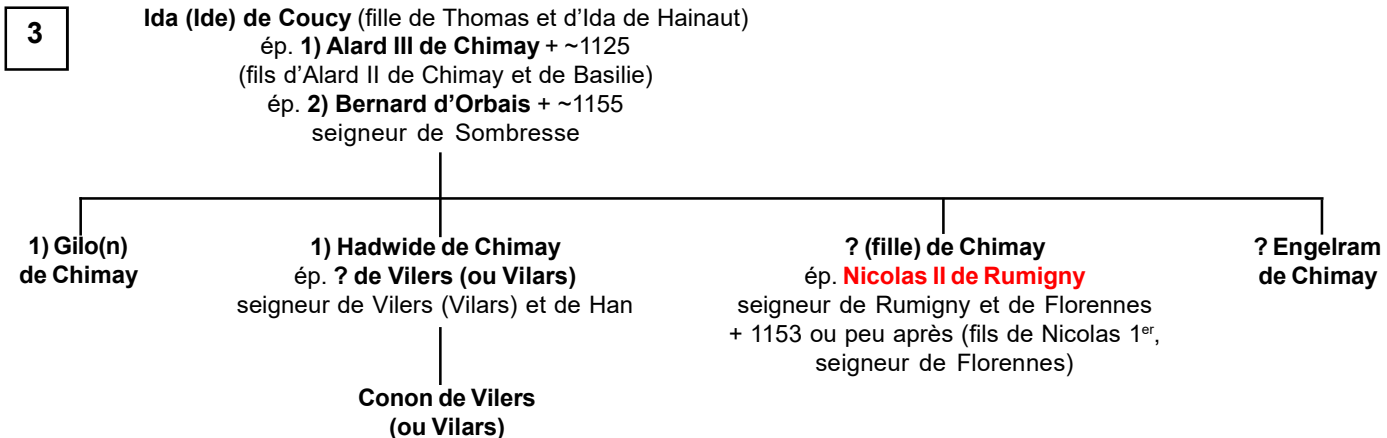 3
Ida (Ide) de Coucy (fille de Thomas et d'Ida de Hainaut)
ép. 1) Alard III de Chimay + ~1125
(fils d'Alard II de Chimay et de Basilie)
ép. 2) Bernard d'Orbais + ~1155
seigneur de Sombresse
1) Gilo(n)
de Chimay
1) Hadwide de Chimay
ép. ? de Vilers (ou Vilars)
seigneur de Vilers (Vilars) et de Han
Conon de Vilers
(ou Vilars)
? (fille) de Chimay
ép. Nicolas II de Rumigny
seigneur de Rumigny et de Florennes
+ 1153 ou peu après (fils de Nicolas 1er,
seigneur de Florennes)
? Engelram
de Chimay